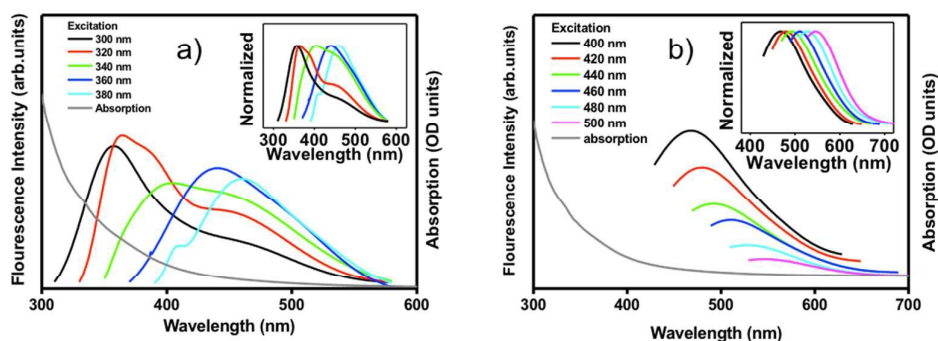 Flourescence Intensity (arb.units)
Excitation
300 nm
320 nm
340 nm
360 nm
380 nm
Absorption
a)
Normalized
300 400 500 600
Wavelength (nm)
Absorption (OD units)
300 400 500 600
Wavelength (nm)
Flourescence Intensity (arb.units)
Excitation
400 nm
420 nm
440 nm
460 nm
480 nm
500 nm
absorption
b)
Normalized
400 500 600 700
Wavelength (nm)
Absorption (OD units)
300 400 500 600 700
Wavelength (nm)